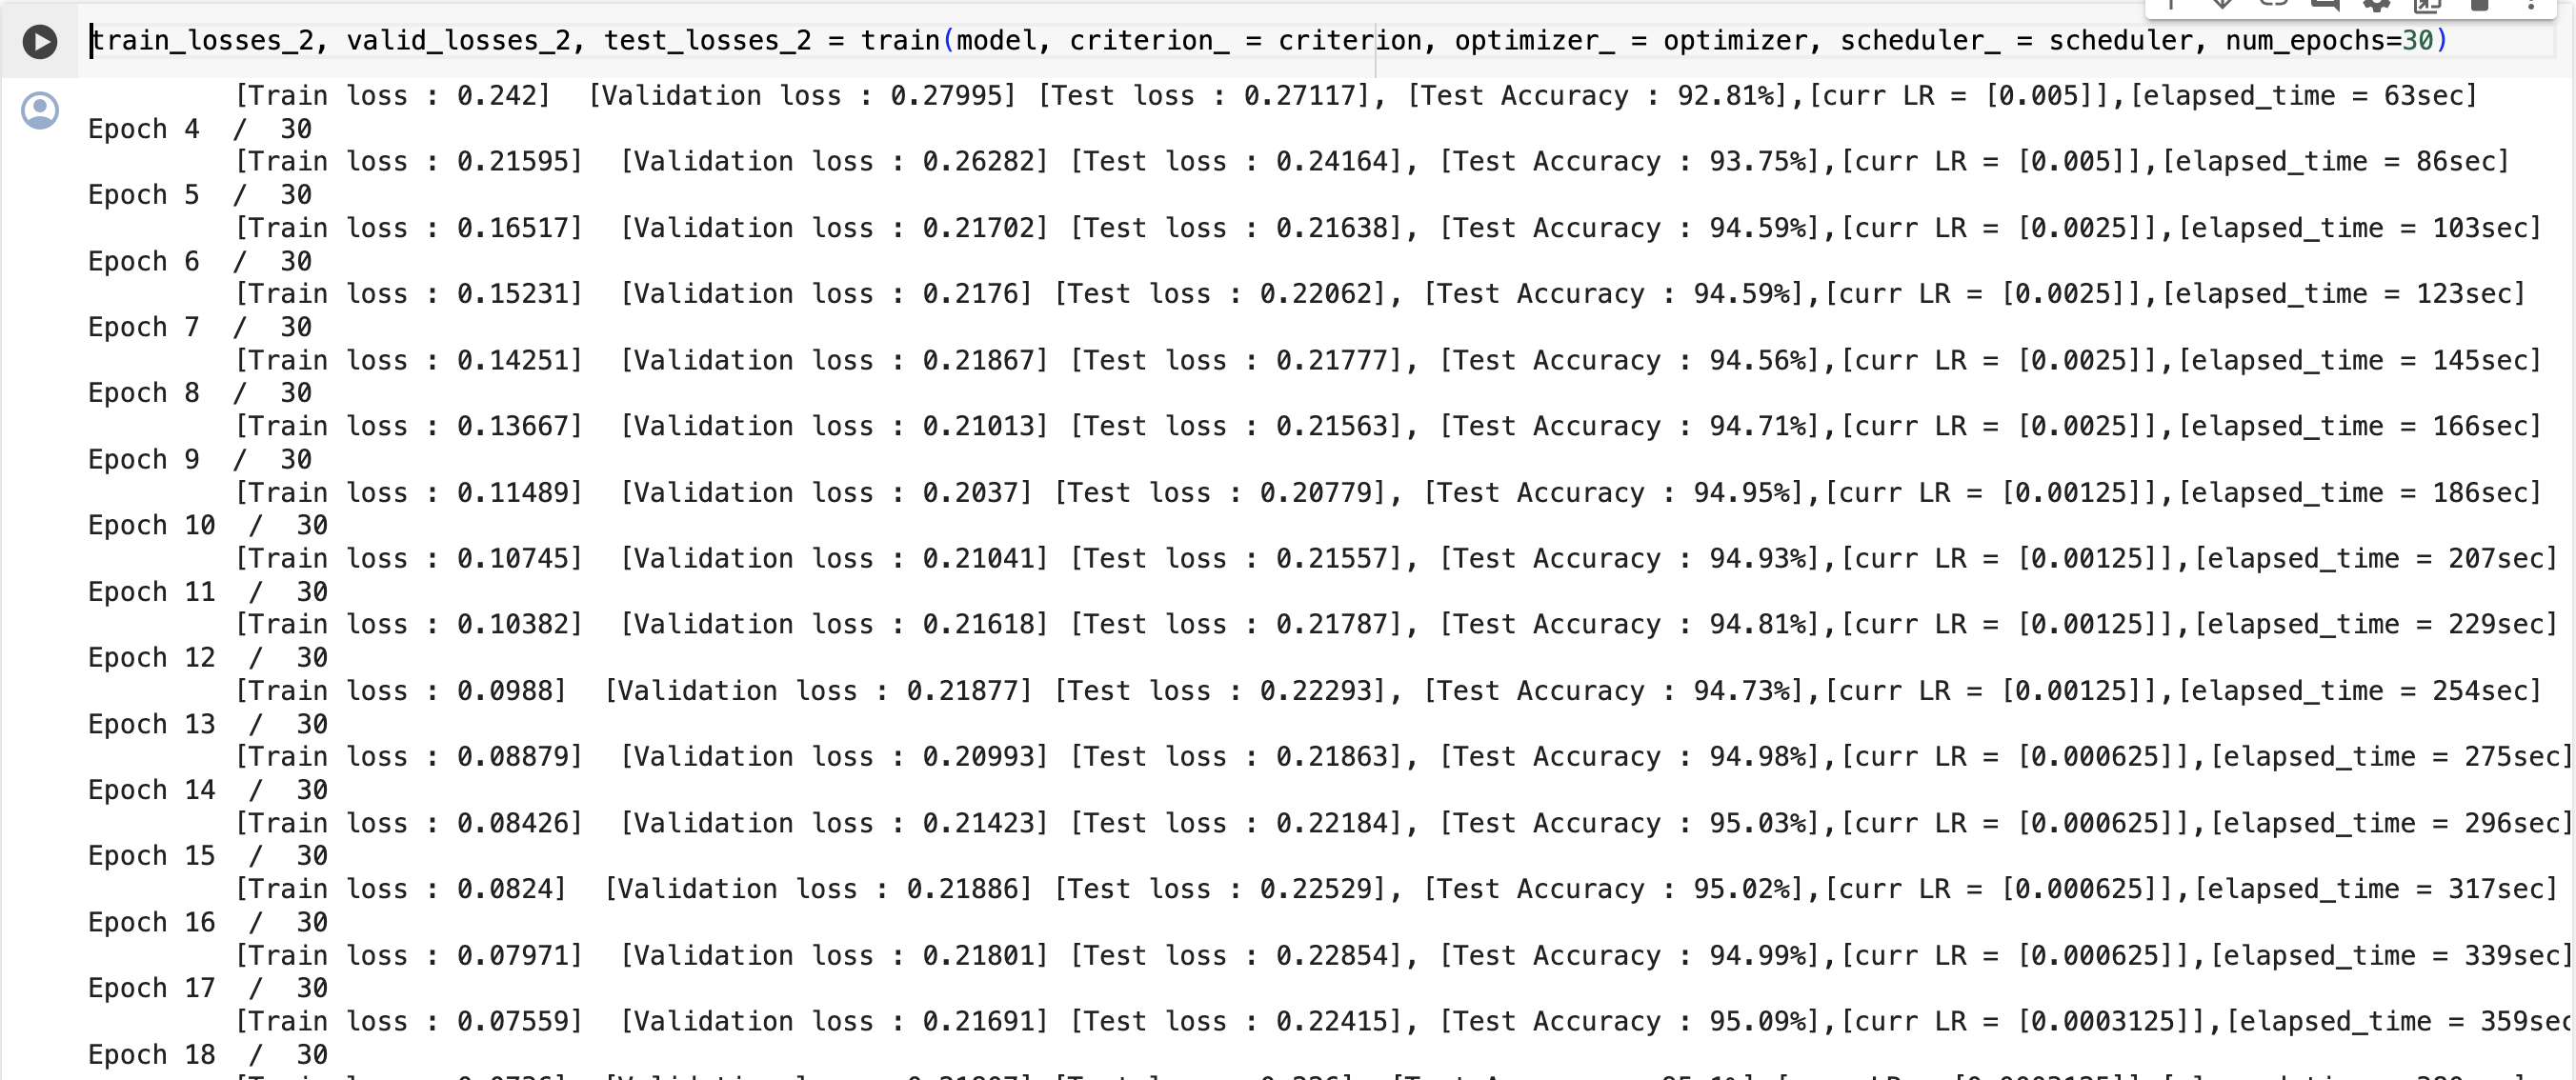 train_losses_2, valid_losses_2, test_losses_2 = train(model, criterion_ = criterion, optimizer_ = optimizer, scheduler_ = scheduler, num_epochs=30)
[Train loss : 0.242]  [Validation loss : 0.27995] [Test loss : 0.27117], [Test Accuracy : 92.81%],[curr LR = [0.005]],[elapsed_time = 63sec]
Epoch 4  /  30
[Train loss : 0.21595]  [Validation loss : 0.26282] [Test loss : 0.24164], [Test Accuracy : 93.75%],[curr LR = [0.005]],[elapsed_time = 86sec]
Epoch 5  /  30
[Train loss : 0.16517]  [Validation loss : 0.21702] [Test loss : 0.21638], [Test Accuracy : 94.59%],[curr LR = [0.0025]],[elapsed_time = 103sec]
Epoch 6  /  30
[Train loss : 0.15231]  [Validation loss : 0.2176] [Test loss : 0.22062], [Test Accuracy : 94.59%],[curr LR = [0.0025]],[elapsed_time = 123sec]
Epoch 7  /  30
[Train loss : 0.14251]  [Validation loss : 0.21867] [Test loss : 0.21777], [Test Accuracy : 94.56%],[curr LR = [0.0025]],[elapsed_time = 145sec]
Epoch 8  /  30
[Train loss : 0.13667]  [Validation loss : 0.21013] [Test loss : 0.21563], [Test Accuracy : 94.71%],[curr LR = [0.0025]],[elapsed_time = 166sec]
Epoch 9  /  30
[Train loss : 0.11489]  [Validation loss : 0.2037] [Test loss : 0.20779], [Test Accuracy : 94.95%],[curr LR = [0.00125]],[elapsed_time = 186sec]
Epoch 10  /  30
[Train loss : 0.10745]  [Validation loss : 0.21041] [Test loss : 0.21557], [Test Accuracy : 94.93%],[curr LR = [0.00125]],[elapsed_time = 207sec]
Epoch 11  /  30
[Train loss : 0.10382]  [Validation loss : 0.21618] [Test loss : 0.21787], [Test Accuracy : 94.81%],[curr LR = [0.00125]],[elapsed_time = 229sec]
Epoch 12  /  30
[Train loss : 0.0988]  [Validation loss : 0.21877] [Test loss : 0.22293], [Test Accuracy : 94.73%],[curr LR = [0.00125]],[elapsed_time = 254sec]
Epoch 13  /  30
[Train loss : 0.08879]  [Validation loss : 0.20993] [Test loss : 0.21863], [Test Accuracy : 94.98%],[curr LR = [0.000625]],[elapsed_time = 275sec]
Epoch 14  /  30
[Train loss : 0.08426]  [Validation loss : 0.21423] [Test loss : 0.22184], [Test Accuracy : 95.03%],[curr LR = [0.000625]],[elapsed_time = 296sec]
Epoch 15  /  30
[Train loss : 0.0824]  [Validation loss : 0.21886] [Test loss : 0.22529], [Test Accuracy : 95.02%],[curr LR = [0.000625]],[elapsed_time = 317sec]
Epoch 16  /  30
[Train loss : 0.07971]  [Validation loss : 0.21801] [Test loss : 0.22854], [Test Accuracy : 94.99%],[curr LR = [0.000625]],[elapsed_time = 339sec]
Epoch 17  /  30
[Train loss : 0.07559]  [Validation loss : 0.21691] [Test loss : 0.22415], [Test Accuracy : 95.09%],[curr LR = [0.0003125]],[elapsed_time = 359sec
Epoch 18  /  30